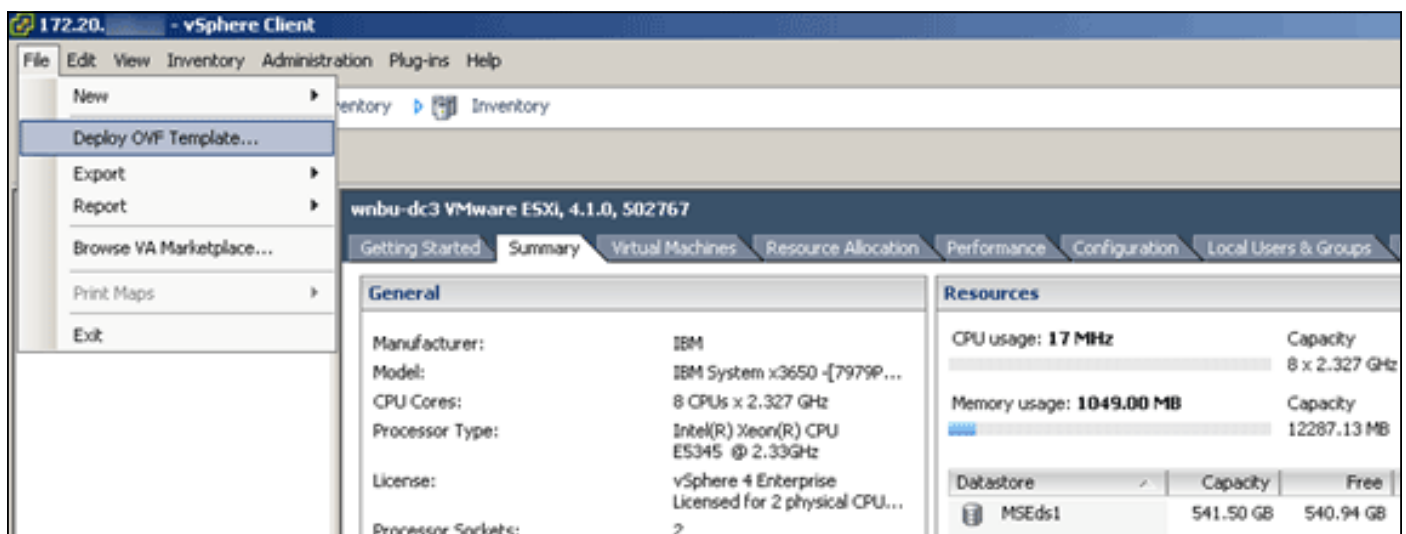 172.20. - vSphere Client
File Edit View Inventory Administration Plug-ins Help
New
Inventory
Deploy OVF Template...
Export
Report
Browse VA Marketplace...
Print Maps
Exit
wnbu-dc3 VMware ESXi, 4.1.0, 502767
Getting Started Summary Virtual Machines Resource Allocation Performance Configuration Local Users & Groups
General
Manufacturer: IBM
Model: IBM System x3650 -[7979P...
CPU Cores: 8 CPUs x 2.327 GHz
Processor Type: Intel(R) Xeon(R) CPU
E5345 @ 2.33GHz
License: vSphere 4 Enterprise
Licensed for 2 physical CPU...
Processor Sockets: 2
Resources
CPU usage: 17 MHz Capacity
8 x 2.327 GHz
Memory usage: 1049.00 MB Capacity
12287.13 MB
Datastore Capacity Free
MSEds1 541.50 GB 540.94 GB